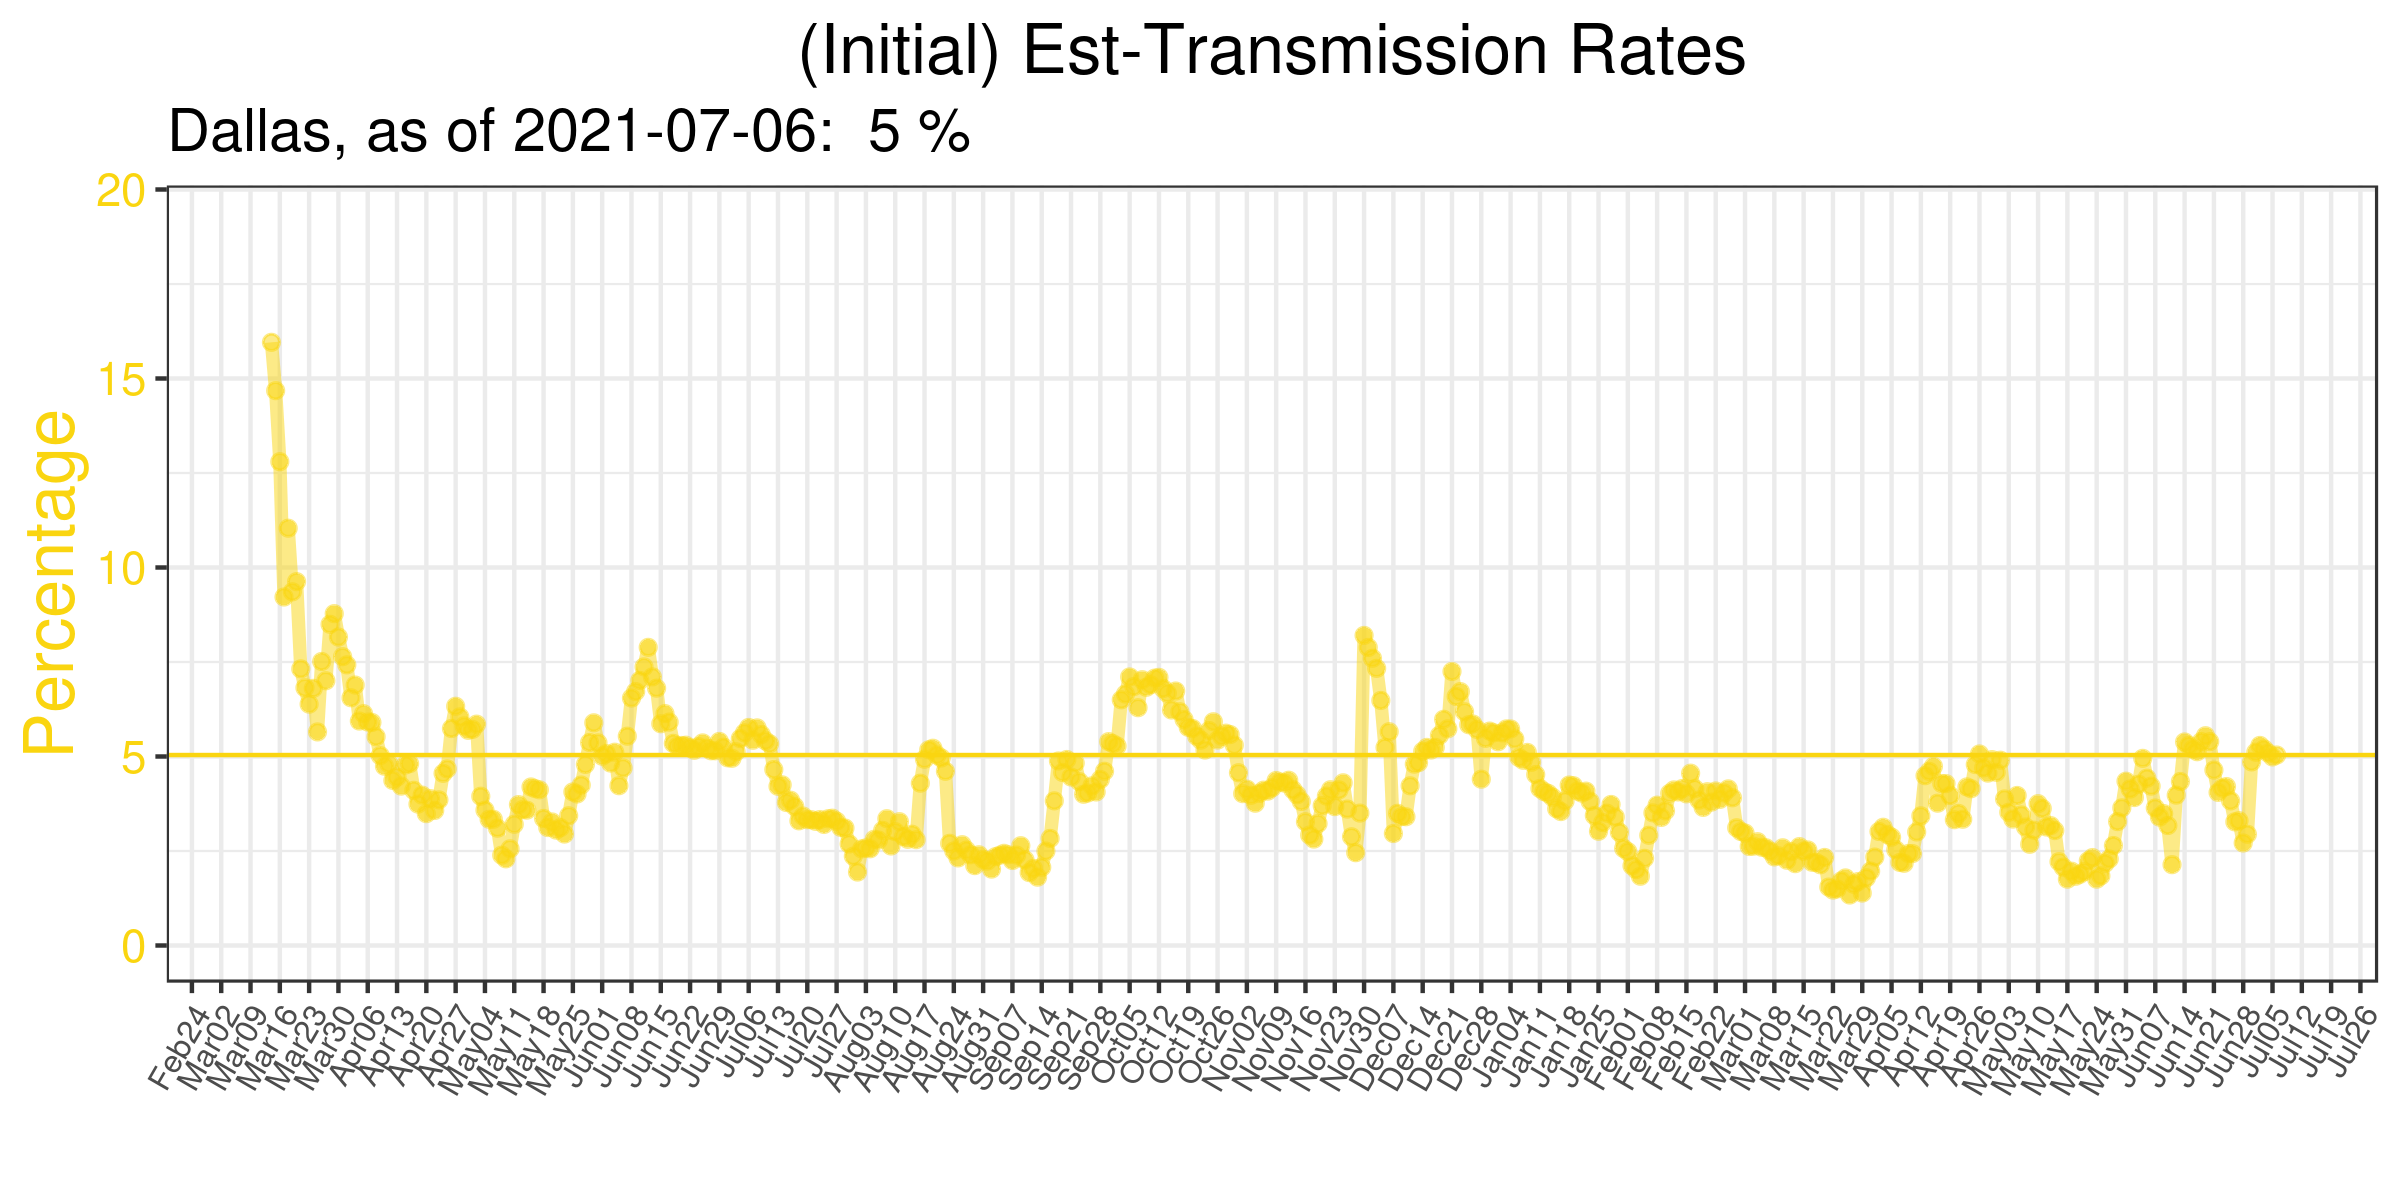 (Initial) Est-Transmission Rates
Dallas, as of 2021-07-06:  5 %
Percentage
20
15
10
5
0
Feb24
Mar02
Mar09
Mar16
Mar23
Mar30
Apr06
Apr13
Apr20
Apr27
May04
May11
May18
May25
Jun01
Jun08
Jun15
Jun22
Jun29
Jul06
Jul13
Jul20
Jul27
Aug03
Aug10
Aug17
Aug24
Aug31
Sep07
Sep14
Sep21
Sep28
Oct05
Oct12
Oct19
Oct26
Nov02
Nov09
Nov16
Nov23
Nov30
Dec07
Dec14
Dec21
Dec28
Jan04
Jan11
Jan18
Jan25
Feb01
Feb08
Feb15
Feb22
Mar01
Mar08
Mar15
Mar22
Mar29
Apr05
Apr12
Apr19
Apr26
May03
May10
May17
May24
May31
Jun07
Jun14
Jun21
Jun28
Jul05
Jul12
Jul19
Jul26